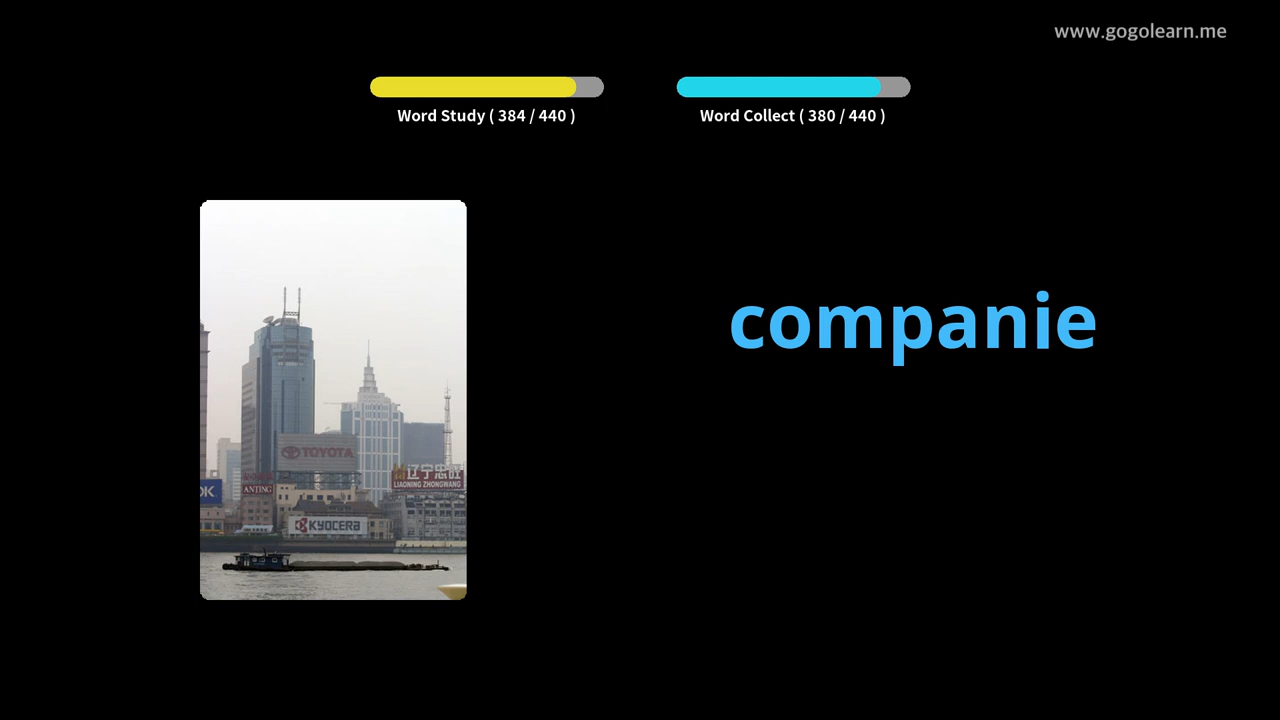 www.gogolearn.me
Word Study ( 384 / 440 )
Word Collect ( 380 / 440 )
companie
TOYOTA
辽宁忠旺
LIAONING ZHONGWANG
OK
ANTING
KYOCERA